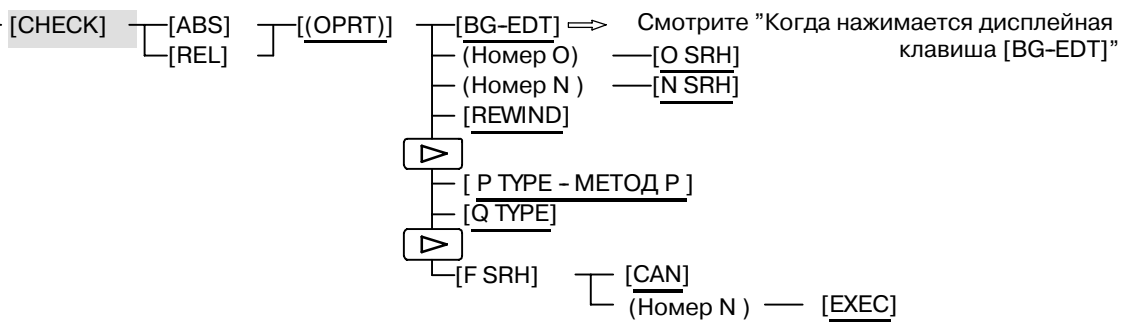 [CHECK] [ABS] [(OPRT)] [BG-EDT] Смотрите "Когда нажимается дисплейная
[REL] клавиша [BG-EDT]"
(Номер O) [O SRH]
(Номер N ) [N SRH]
[REWIND]
[ P TYPE - МЕТОД P ]
[Q TYPE]
[F SRH] [CAN]
(Номер N ) [EXEC]